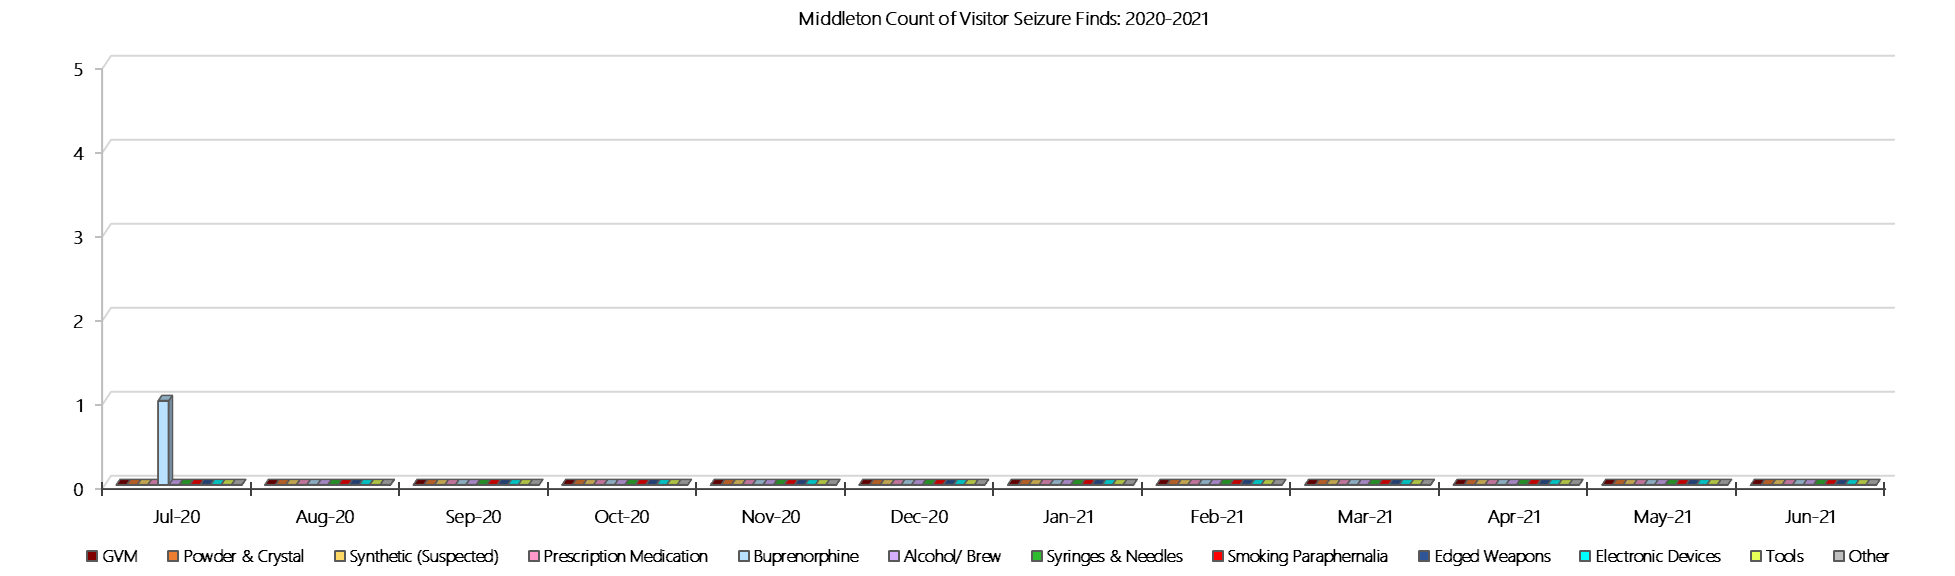 Middleton Count of Visitor Seizure Finds: 2020-2021
5
4
3
2
1
0
Jul-20 Aug-20 Sep-20 Oct-20 Nov-20 Dec-20 Jan-21 Feb-21 Mar-21 Apr-21 May-21 Jun-21
GVM Powder & Crystal Synthetic (Suspected) Prescription Medication Buprenorphine Alcohol/ Brew Syringes & Needles Smoking Paraphernalia Edged Weapons Electronic Devices Tools Other